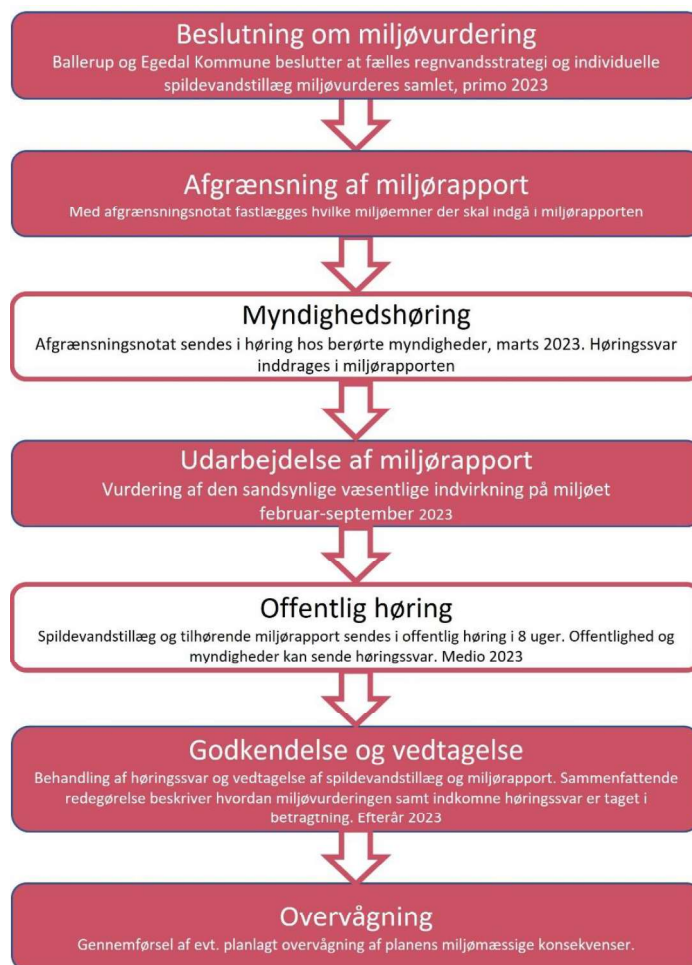 Beslutning om miljøvurdering
Ballerup og Egedal Kommune beslutter at fælles regnvandsstrategi og individuelle
spildevandstillæg miljøvurderes samlet, primo 2023
Afgrænsning af miljørapport
Med afgrænsningsnotat fastlægges hvilke miljøemner der skal indgå i miljørapporten
Myndighedshøring
Afgrænsningsnotat sendes i høring hos berørte myndigheder, marts 2023. Høringssvar
inddrages i miljørapporten
Udarbejdelse af miljørapport
Vurdering af den sandsynlige væsentlige indvirkning på miljøet
februar-september 2023
Offentlig høring
Spildevandstillæg og tilhørende miljørapport sendes i offentlig høring i 8 uger. Offentlighed og
myndigheder kan sende høringssvar. Medio 2023
Godkendelse og vedtagelse
Behandling af høringssvar og vedtagelse af spildevandstillæg og miljørapport. Sammenfattende
redegørelse beskriver hvordan miljøvurderingen samt indkomne høringssvar er taget i
betragtning. Efterår 2023
Overvågning
Gennemførsel af evt. planlagt overvågning af planens miljømæssige konsekvenser.